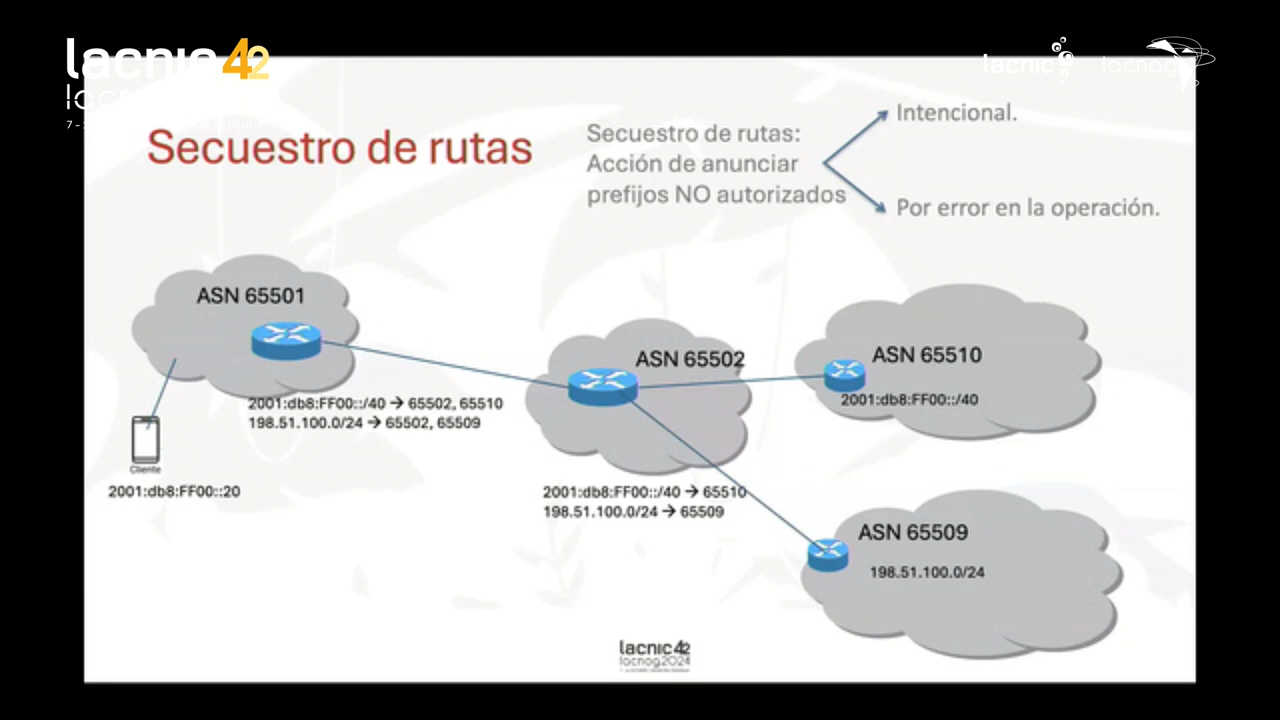 lacnic 42
lacnic
lacnog
Secuestro de rutas
Secuestro de rutas:
Acción de anunciar
prefijos NO autorizados
Intencional.
Por error en la operación.
ASN 65501
ASN 65502
ASN 65510
2001:db8:FF00::/40
2001:db8:FF00::/40 → 65502, 65510
198.51.100.0/24 → 65502, 65509
Cliente
2001:db8:FF00::20
2001:db8:FF00::/40 → 65510
198.51.100.0/24 → 65509
ASN 65509
198.51.100.0/24
lacnic42
lacnog2024